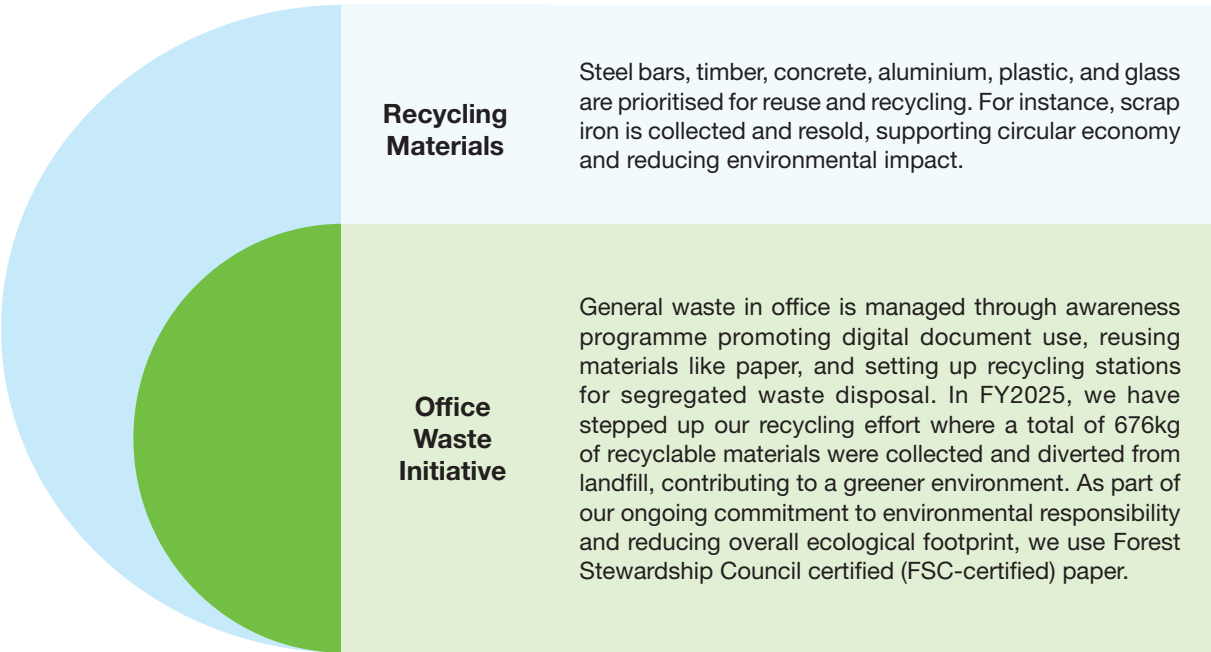 Recycling
Materials
Steel bars, timber, concrete, aluminium, plastic, and glass
are prioritised for reuse and recycling. For instance, scrap
iron is collected and resold, supporting circular economy
and reducing environmental impact.
Office
Waste
Initiative
General waste in office is managed through awareness
programme promoting digital document use, reusing
materials like paper, and setting up recycling stations
for segregated waste disposal. In FY2025, we have
stepped up our recycling effort where a total of 676kg
of recyclable materials were collected and diverted from
landfill, contributing to a greener environment. As part of
our ongoing commitment to environmental responsibility
and reducing overall ecological footprint, we use Forest
Stewardship Council certified (FSC-certified) paper.